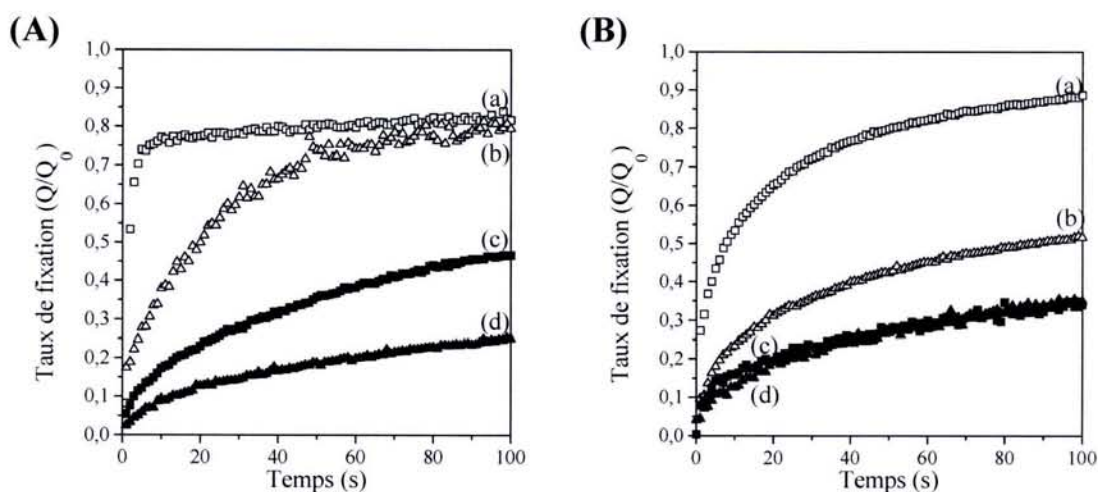 (A)
1,0
0,9
0,8
0,7
0,6
0,5
0,4
0,3
0,2
0,1
0,0
Taux de fixation (Q/Q0)
(a)
(b)
(c)
(d)
0 20 40 60 80 100
Temps (s)
(B)
1,0
0,9
0,8
0,7
0,6
0,5
0,4
0,3
0,2
0,1
0,0
Taux de fixation (Q/Q0)
(a)
(b)
(c)
(d)
0 20 40 60 80 100
Temps (s)